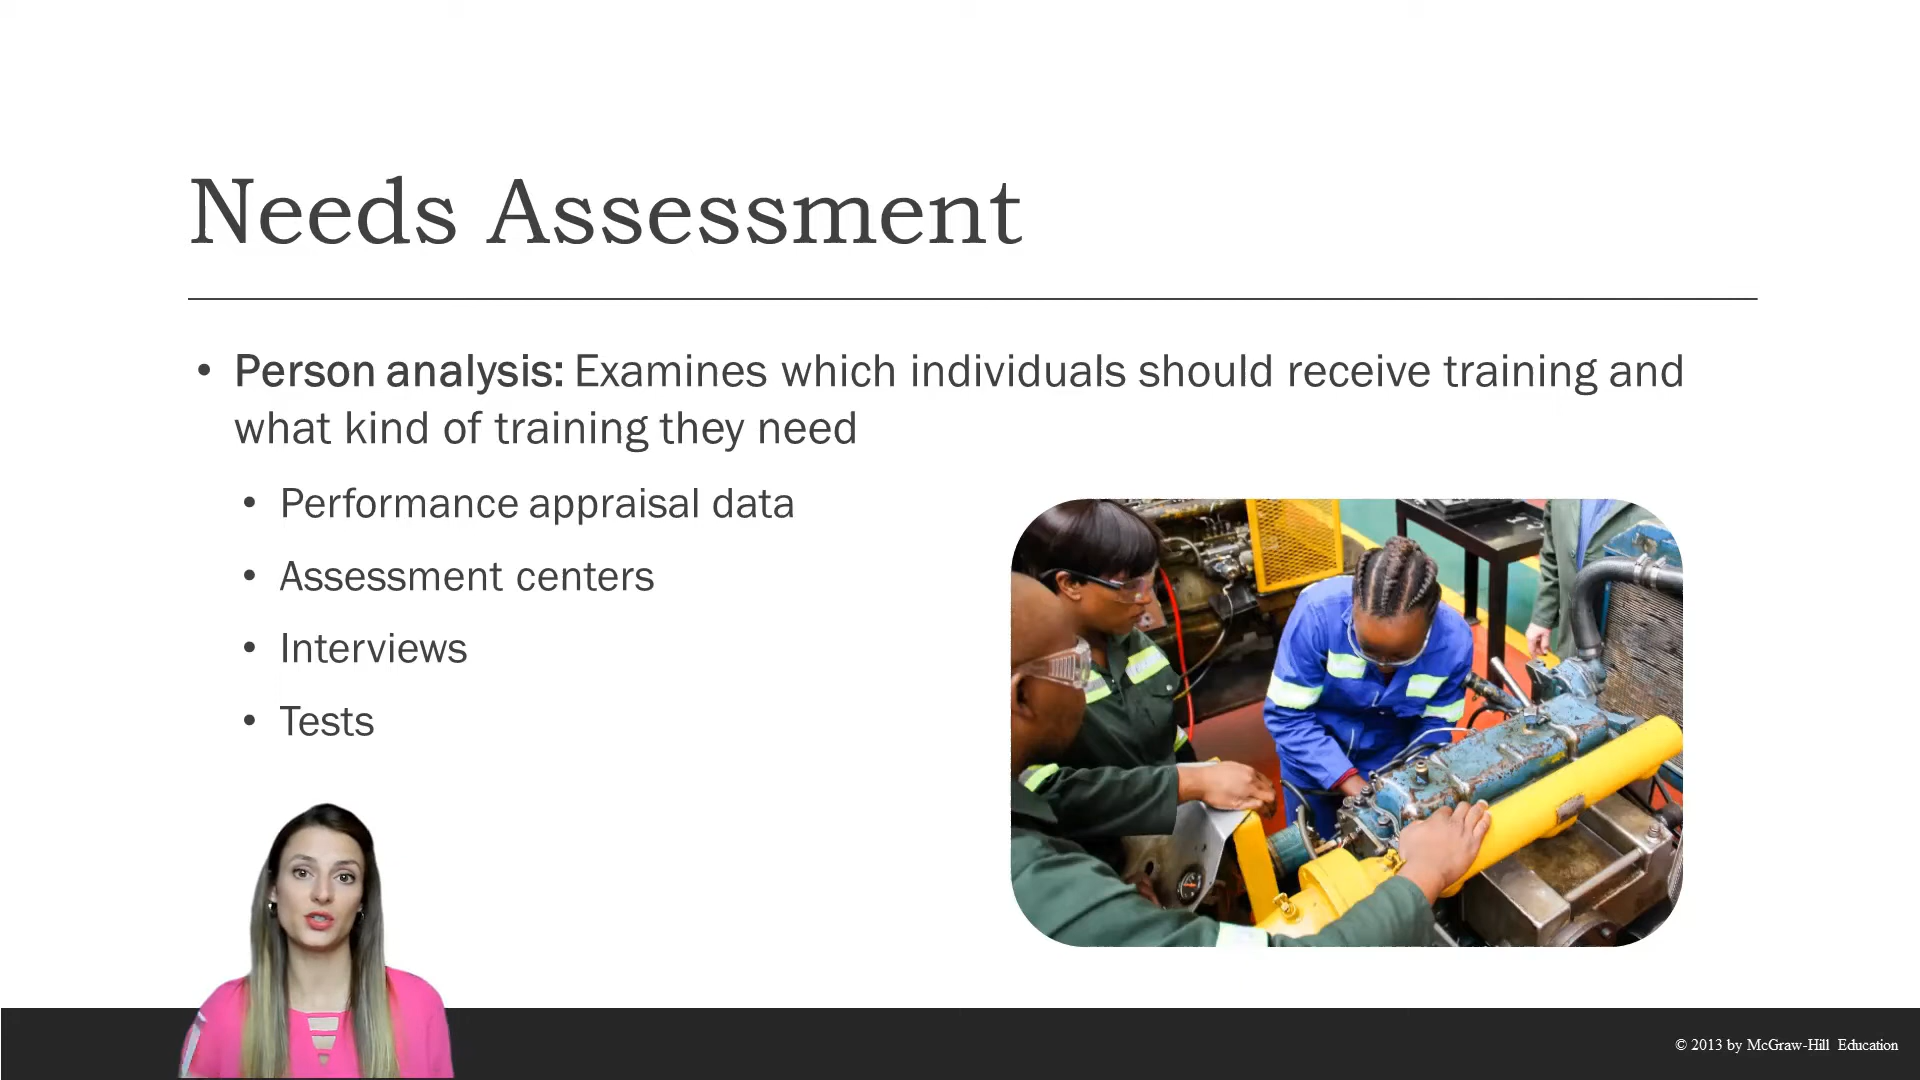 Needs Assessment
• Person analysis: Examines which individuals should receive training and
what kind of training they need
• Performance appraisal data
• Assessment centers
• Interviews
• Tests
© 2013 by McGraw-Hill Education